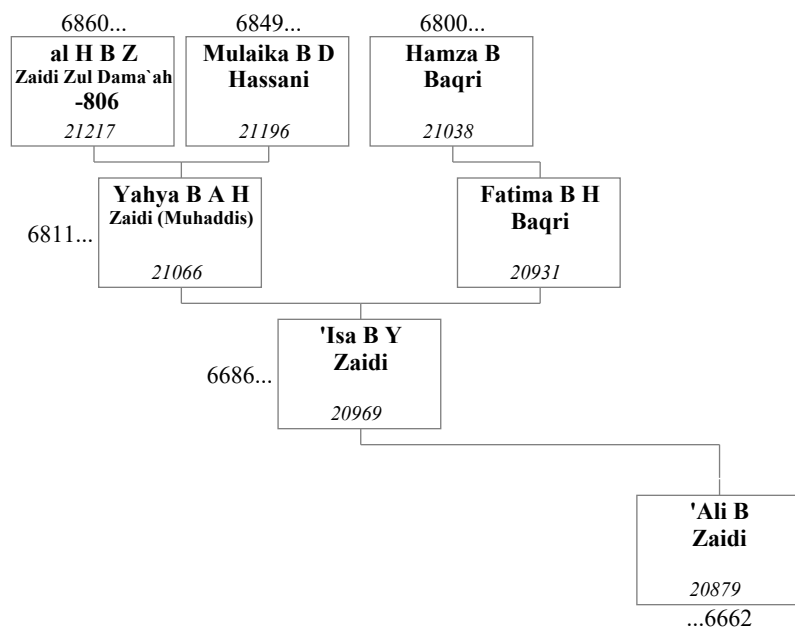 6860...
al H B Z
Zaidi Zul Dama`ah
-806
21217
6849...
Mulaika B D
Hassani
21196
6800...
Hamza B
Baqri
21038
6811...
Yahya B A H
Zaidi (Muhaddis)
21066
Fatima B H
Baqri
20931
6686...
'Isa B Y
Zaidi
20969
'Ali B
Zaidi
20879
...6662